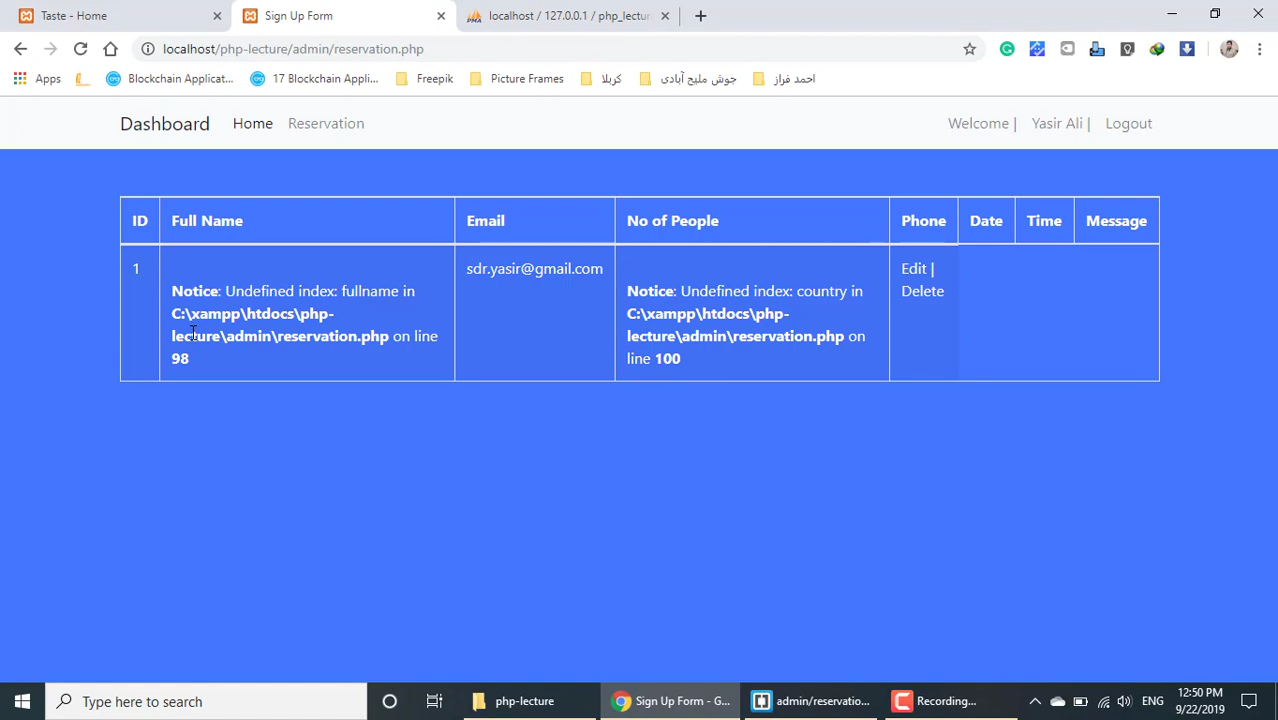 Taste - Home
Sign Up Form
localhost / 127.0.0.1 / php_lectur
localhost/php-lecture/admin/reservation.php
Apps
Blockchain Applicat...
17 Blockchain Appli...
Freepik
Picture Frames
کربلا
جوش ملیح آبادی
احمد فراز
Dashboard Home Reservation
Welcome | Yasir Ali | Logout
ID Full Name Email No of People Phone Date Time Message
1
Notice: Undefined index: fullname in
C:\xampp\htdocs\php-
lecture\admin\reservation.php on line
98
sdr.yasir@gmail.com
Notice: Undefined index: country in
C:\xampp\htdocs\php-
lecture\admin\reservation.php on
line 100
Edit |
Delete
Type here to search
php-lecture
Sign Up Form - G...
admin/reservatio...
Recording...
ENG
12:50 PM
9/22/2019